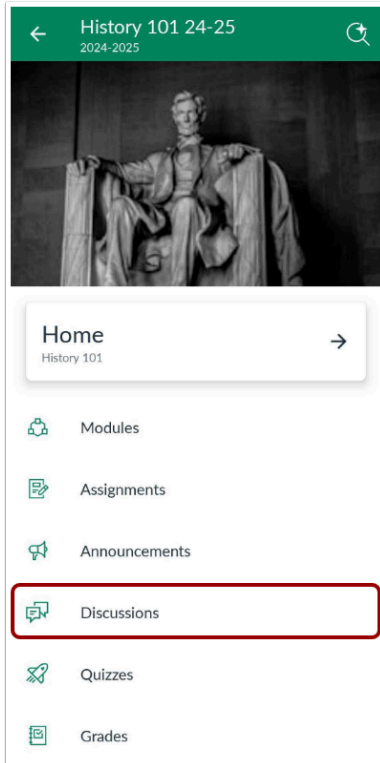 History 101 24-25
2024-2025
Home
History 101
Modules
Assignments
Announcements
Discussions
Quizzes
Grades